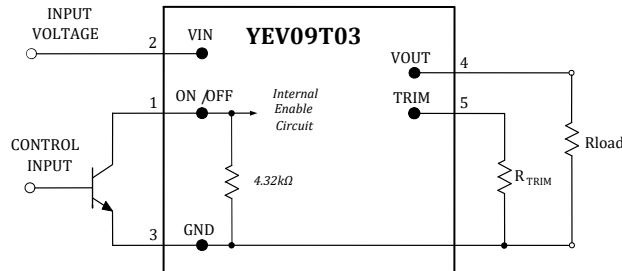 INPUT
VOLTAGE
2
VIN
YEV09T03
VOUT
4
1
ON /OFF
Internal
Enable
Circuit
TRIM
5
CONTROL
INPUT
4.32kΩ
R TRIM
Rload
3
GND